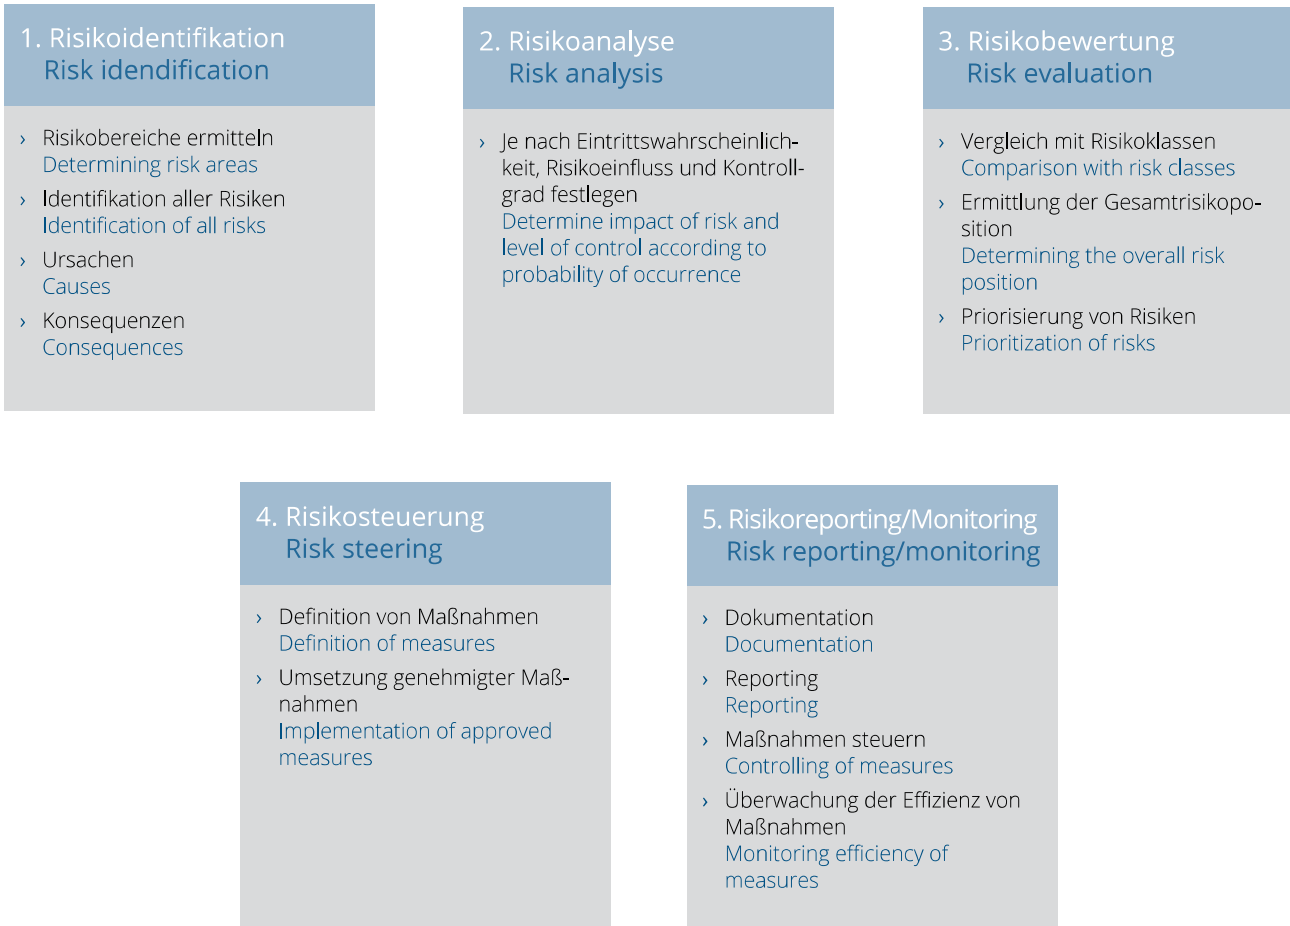 1. Risikoidentifikation
Risk idendification
› Risikobereiche ermitteln
Determining risk areas
› Identifikation aller Risiken
Identification of all risks
› Ursachen
Causes
› Konsequenzen
Consequences
2. Risikoanalyse
Risk analysis
› Je nach Eintrittswahrscheinlich-
keit, Risikoeinfluss und Kontroll-
grad festlegen
Determine impact of risk and
level of control according to
probability of occurrence
3. Risikobewertung
Risk evaluation
› Vergleich mit Risikoklassen
Comparison with risk classes
› Ermittlung der Gesamtrisikopo-
sition
Determining the overall risk
position
› Priorisierung von Risiken
Prioritization of risks
4. Risikosteuerung
Risk steering
› Definition von Maßnahmen
Definition of measures
› Umsetzung genehmigter Maß-
nahmen
Implementation of approved
measures
5. Risikoreporting/Monitoring
Risk reporting/monitoring
› Dokumentation
Documentation
› Reporting
Reporting
› Maßnahmen steuern
Controlling of measures
› Überwachung der Effizienz von
Maßnahmen
Monitoring efficiency of
measures